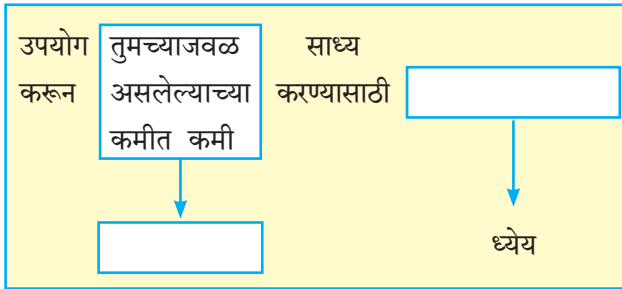 उपयोग तुमच्याजवळ साध्य
करून असलेल्याच्या करण्यासाठी
कमीत कमी
ध्येय